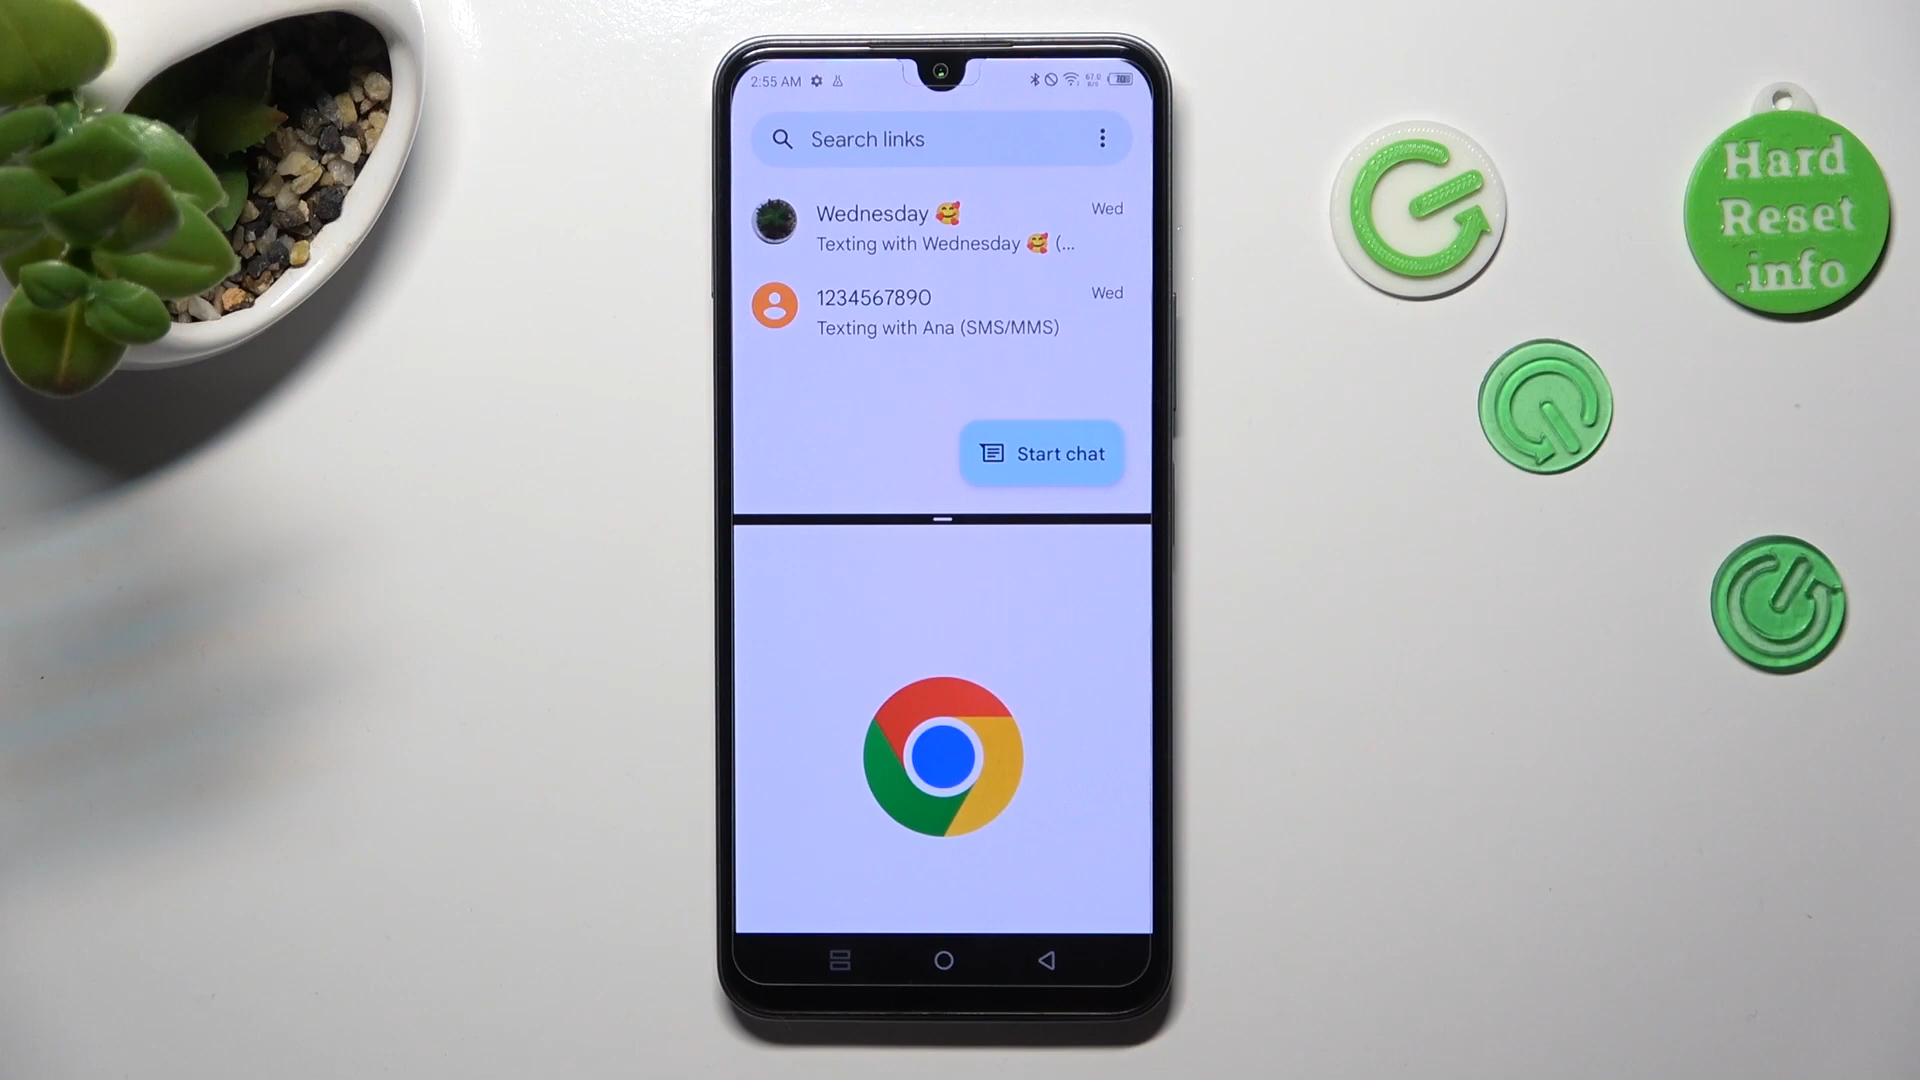 2:55 AM
Search links
Wednesday 🥰
Wed
Texting with Wednesday 🥰 (...
1234567890
Wed
Texting with Ana (SMS/MMS)
Start chat
Hard
Reset
.info